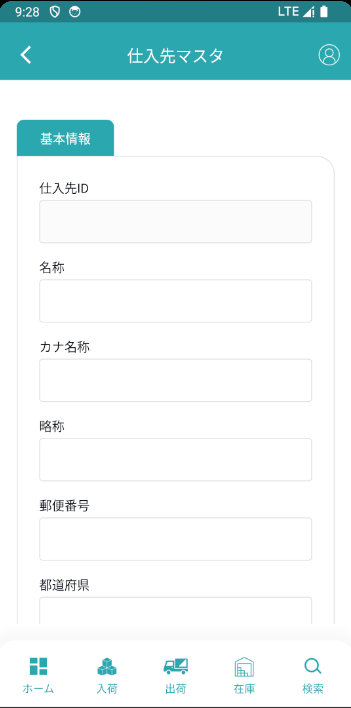 9:28
LTE
仕入先マスタ
基本情報
仕入先ID
名称
カナ名称
略称
郵便番号
都道府県
ホーム
入荷
出荷
在庫
検索